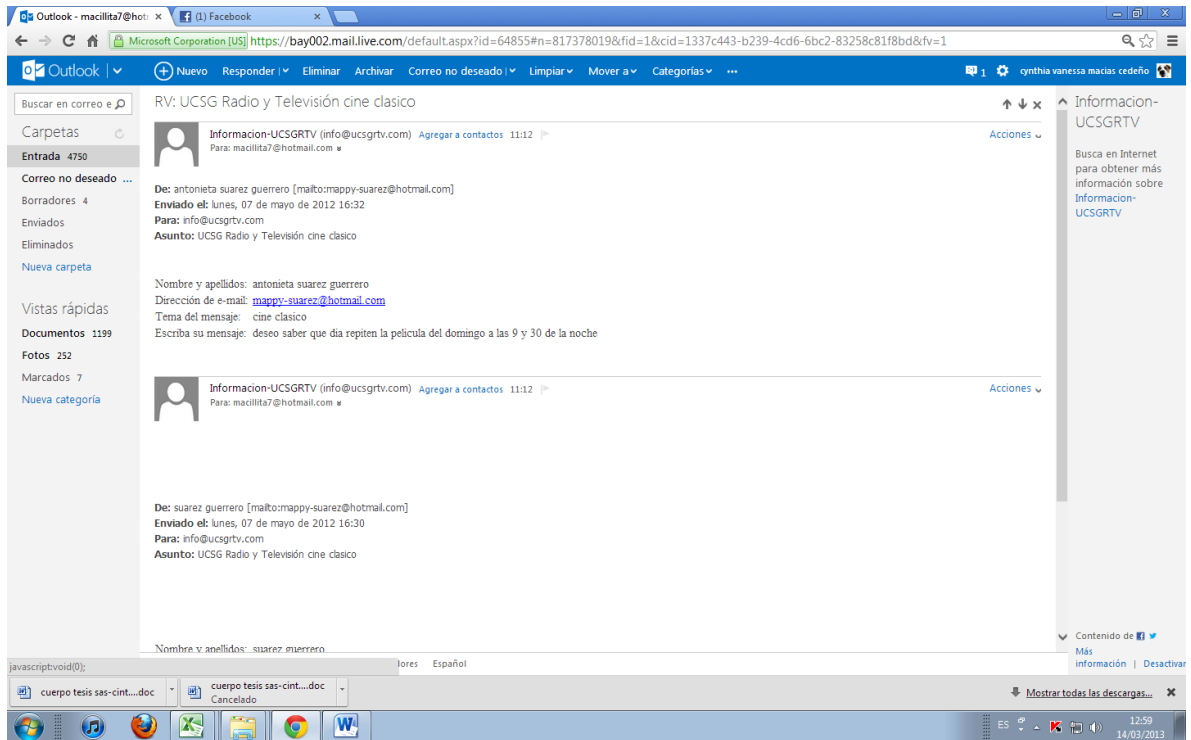 Outlook - macillita7@hot
(1) Facebook
Microsoft Corporation [US] https://bay002.mail.live.com/default.aspx?id=64855#n=817378019&fid=1&cid=1337c443-b239-4cd6-6bc2-83258c81f8bd&fv=1
Outlook Nuevo Responder Eliminar Archivar Correo no deseado Limpiar Mover a Categorías ••• 1 cynthia vanessa macias cedeño
Buscar en correo e
Carpetas
Entrada 4750
Correo no deseado ...
Borradores 4
Enviados
Eliminados
Nueva carpeta
Vistas rápidas
Documentos 1199
Fotos 252
Marcados 7
Nueva categoría
RV: UCSG Radio y Televisión cine clasico
Informacion-UCSGRTV (info@ucsgrtv.com) Agregar a contactos 11:12
Acciones
Para: macillita7@hotmail.com
De: antonieta suarez guerrero [mailto:mappy-suarez@hotmail.com]
Enviado el: lunes, 07 de mayo de 2012 16:32
Para: info@ucsgrtv.com
Asunto: UCSG Radio y Televisión cine clasico
Nombre y apellidos: antonieta suarez guerrero
Dirección de e-mail: mappy-suarez@hotmail.com
Tema del mensaje: cine clasico
Escriba su mensaje: deseo saber que dia repiten la pelicula del domingo a las 9 y 30 de la noche
Informacion-UCSGRTV (info@ucsgrtv.com) Agregar a contactos 11:12
Acciones
Para: macillita7@hotmail.com
De: suarez guerrero [mailto:mappy-suarez@hotmail.com]
Enviado el: lunes, 07 de mayo de 2012 16:30
Para: info@ucsgrtv.com
Asunto: UCSG Radio y Televisión cine clasico
Nombre y apellidos: suarez guerrero
Informacion-
UCSGRTV
Busca en Internet
para obtener más
información sobre
Informacion-
UCSGRTV
Contenido de
Más
información | Desactivar
javascript:void(0);
Español
cuerpo tesis sas-cint....doc
cuerpo tesis sas-cint....doc
Cancelado
Mostrar todas las descargas...
ES
12:59
14/03/2013